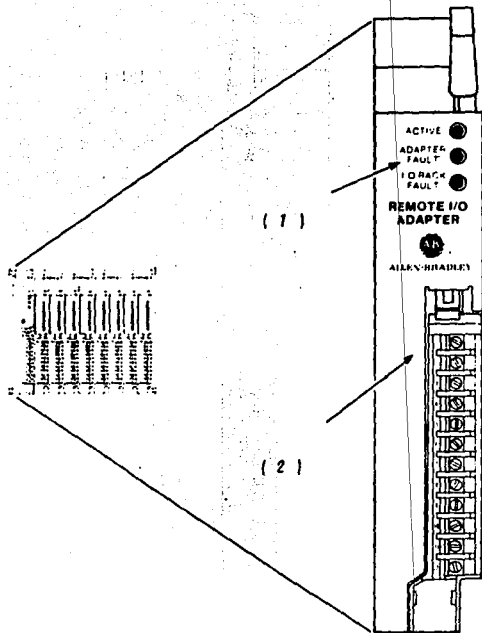 ACTIVE
ADAPTER
FAULT
I/O RACK
FAULT
REMOTE I/O
ADAPTER
AB
ALLEN-BRADLEY
( 1 )
( 2 )